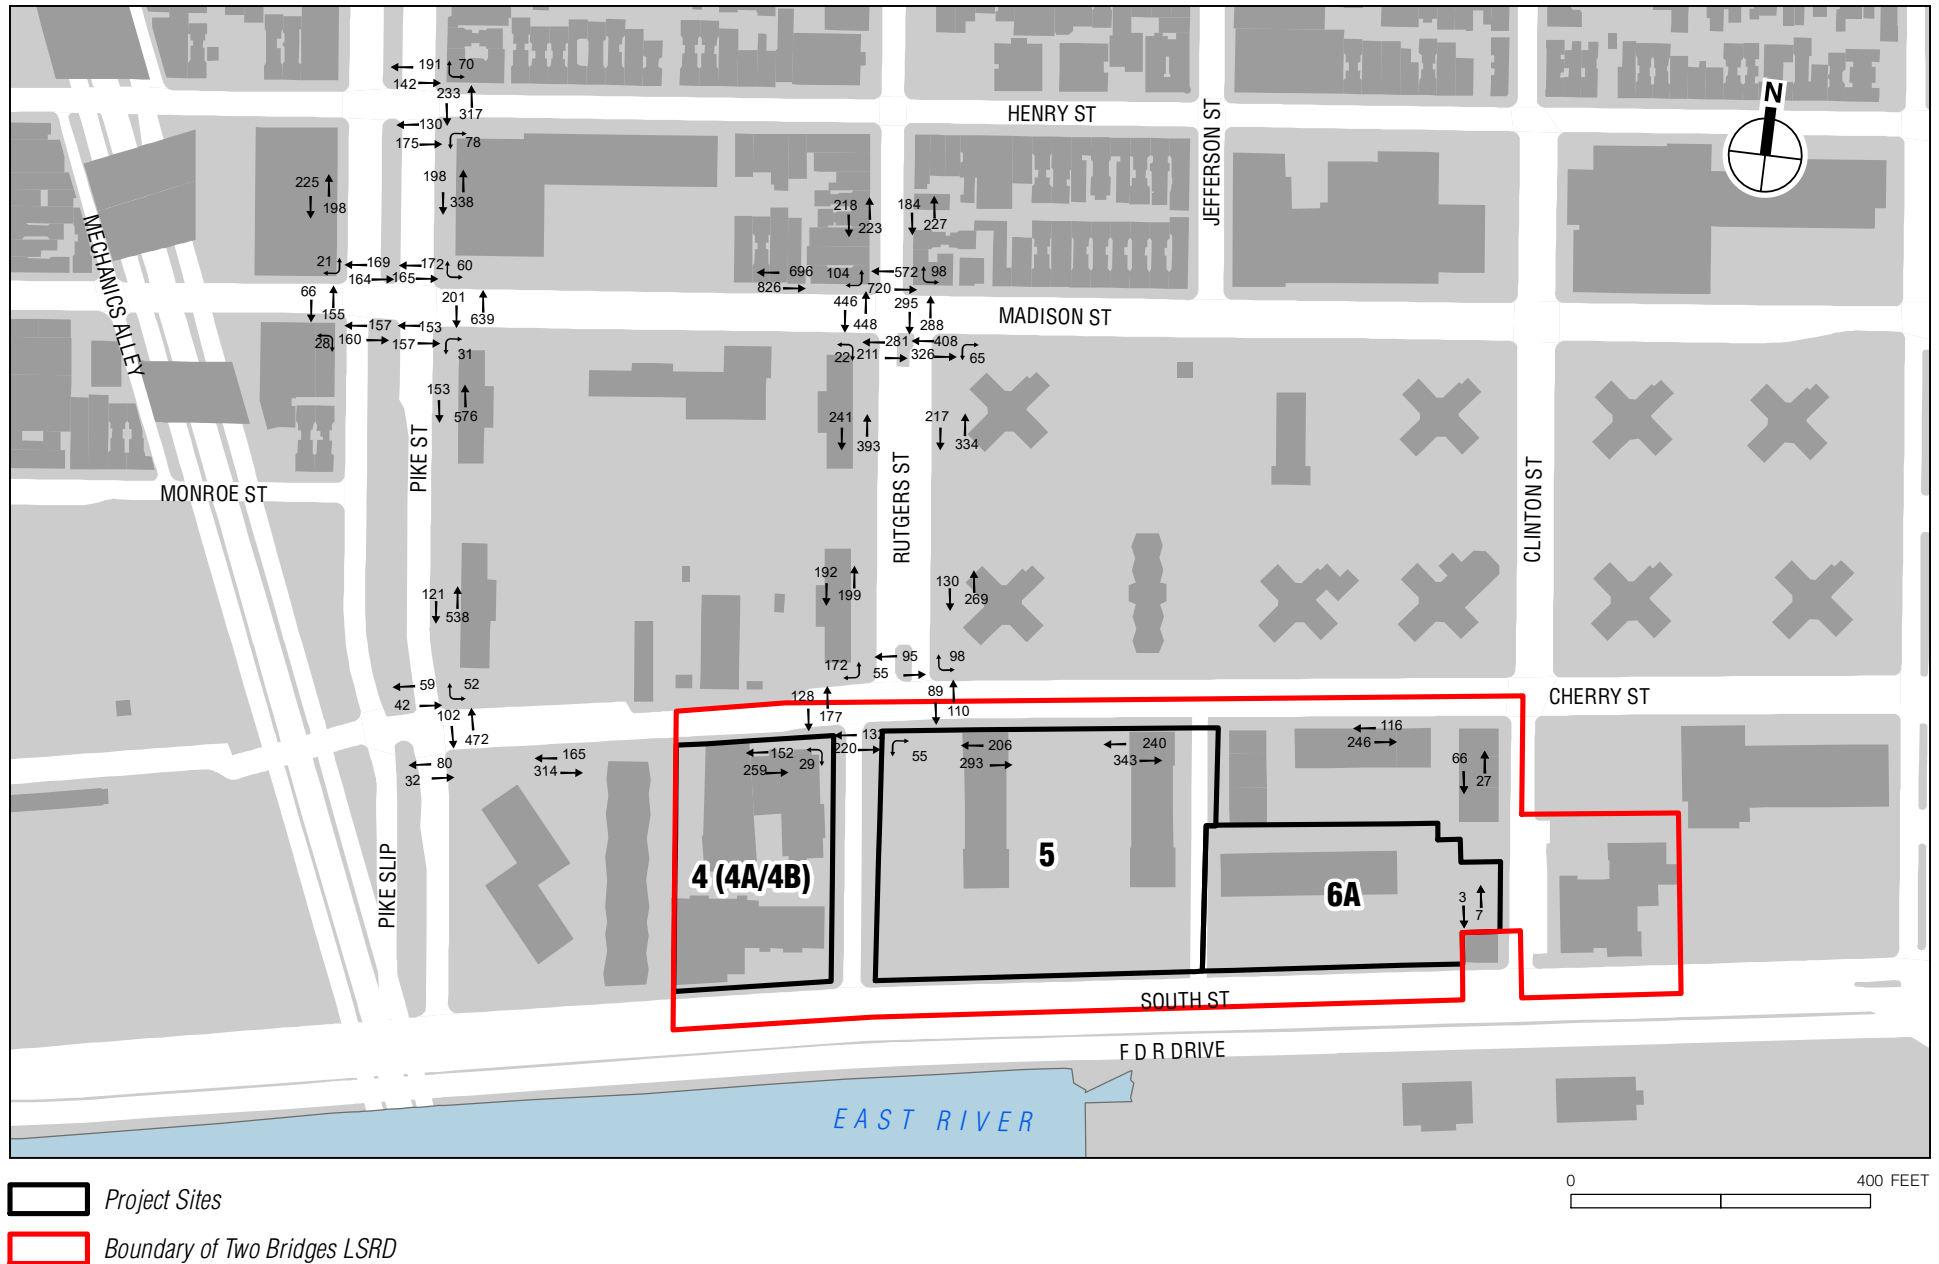 191 70
142
233
317
HENRY ST
130
175 78
JEFFERSON ST
N
225
198
198
338
218
223
184
227
MECHANICS ALLEY
21 169 172 60
164 165
696 104 572 98
826 720
66
155
201
639
446
448
295
288
MADISON ST
157 153
28 160 157 31
281 408
22 211 326 65
153
576
241
393
217
334
PIKE ST
MONROE ST
RUTGERS ST
CLINTON ST
121
538
192
199
130
269
95 98
172 55
59 52
42
102
472
128
177
89
110
CHERRY ST
80
32
165
314
152 29
259
132
220 55
206
293
240
343
116
246
66
27
PIKE SLIP
4 (4A/4B)
5
6A
3
7
SOUTH ST
F D R DRIVE
EAST RIVER
0 400 FEET
Project Sites
Boundary of Two Bridges LSRD